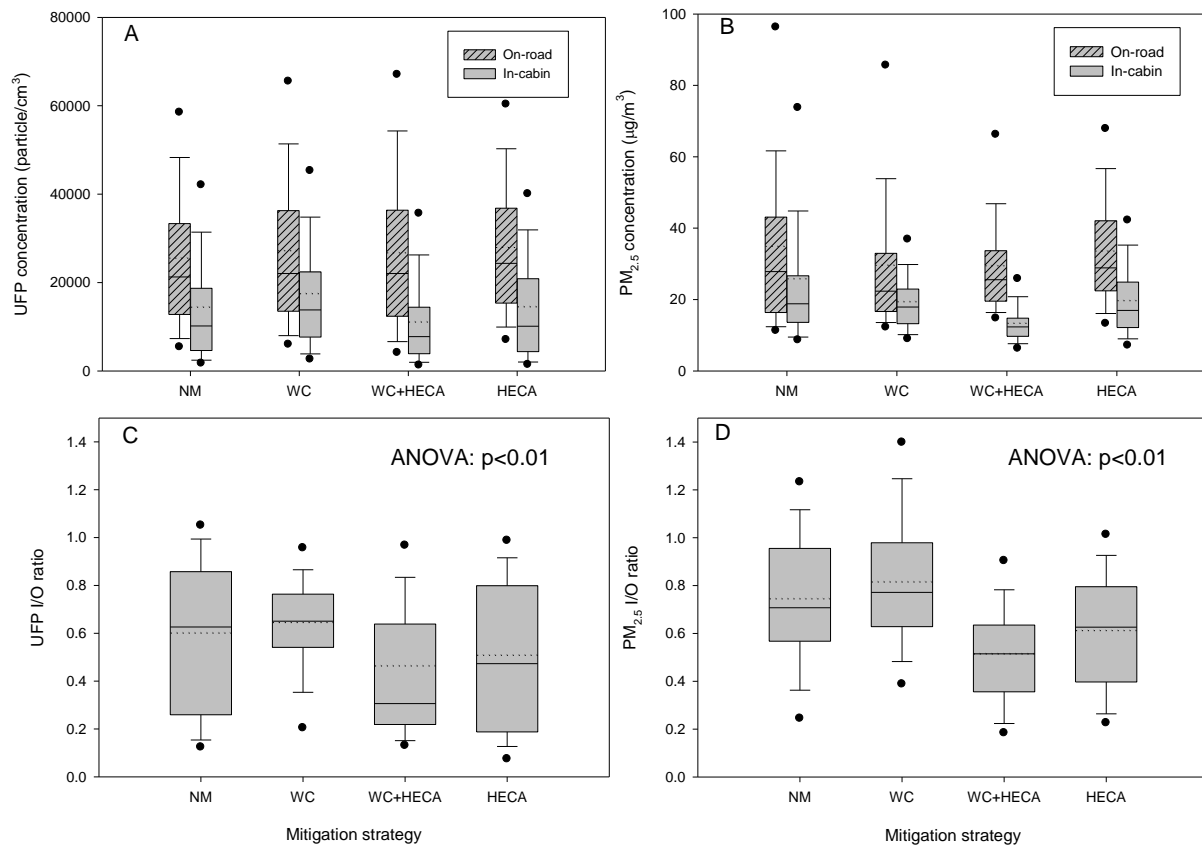 A
On-road
In-cabin
UFP concentration (particle/cm³)
80000
60000
40000
20000
0
NM WC WC+HECA HECA
B
On-road
In-cabin
PM₂.₅ concentration (μg/m³)
100
80
60
40
20
0
NM WC WC+HECA HECA
C
ANOVA: p<0.01
UFP I/O ratio
1.4
1.2
1.0
0.8
0.6
0.4
0.2
0.0
NM WC WC+HECA HECA
Mitigation strategy
D
ANOVA: p<0.01
PM₂.₅ I/O ratio
1.4
1.2
1.0
0.8
0.6
0.4
0.2
0.0
NM WC WC+HECA HECA
Mitigation strategy